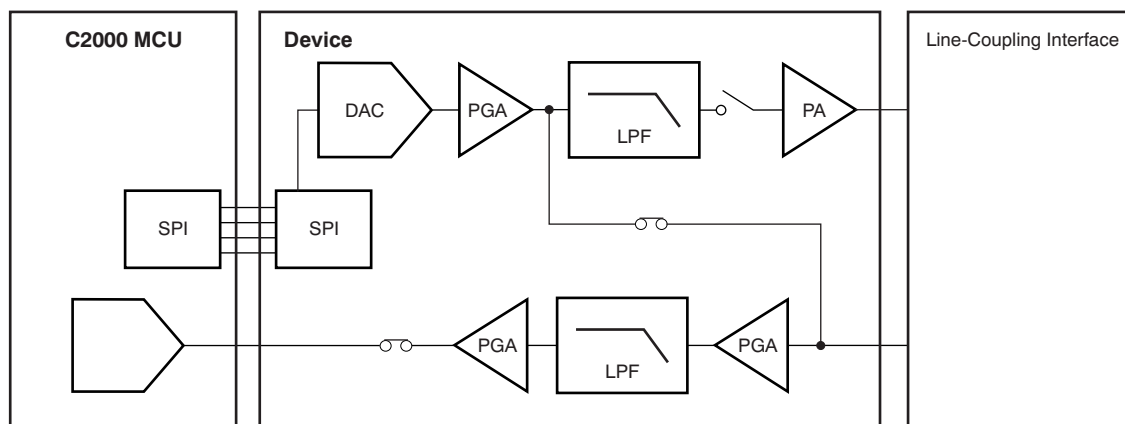 C2000 MCU
Device
Line-Coupling Interface
DAC
PGA
LPF
PA
SPI
SPI
PGA
LPF
PGA